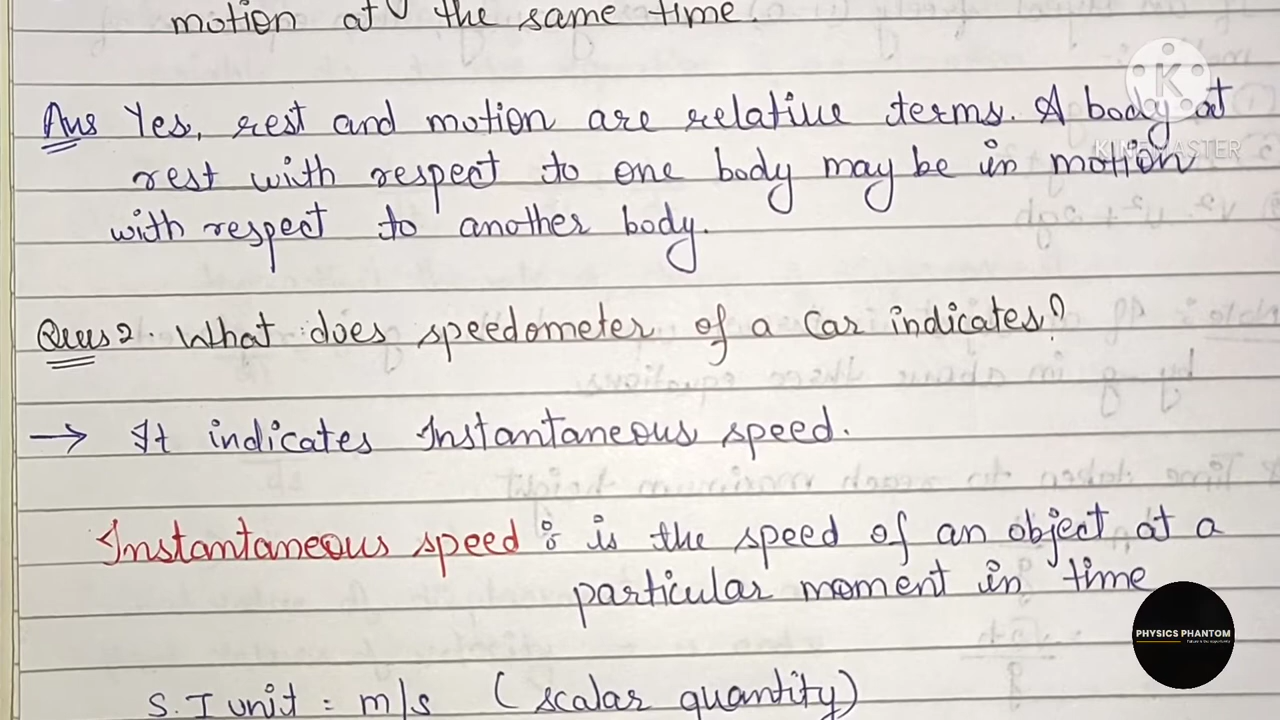 motion at the same time.
Ans Yes, rest and motion are relative terms. A body at
rest with respect to one body may be in motion
with respect to another body.
Ques 2. What does speedometer of a Car indicates?
→ It indicates Instantaneous speed.
Instantaneous speed : is the speed of an object at a
particular moment in time
S.I unit = m/s (scalar quantity)
K
KINEMASTER
PHYSICS PHANTOM